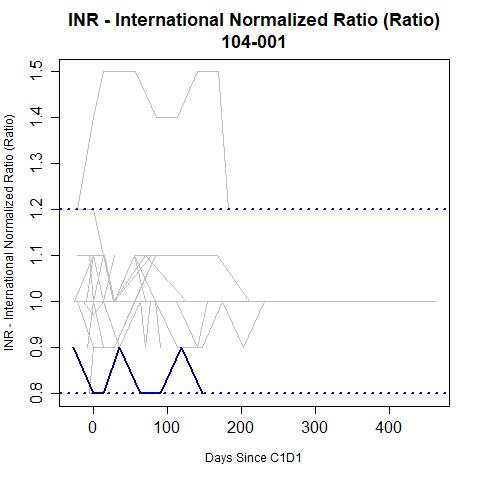 INR - International Normalized Ratio (Ratio)
104-001
INR - International Normalized Ratio (Ratio)
1.5
1.4
1.3
1.2
1.1
1.0
0.9
0.8
0 100 200 300 400
Days Since C1D1